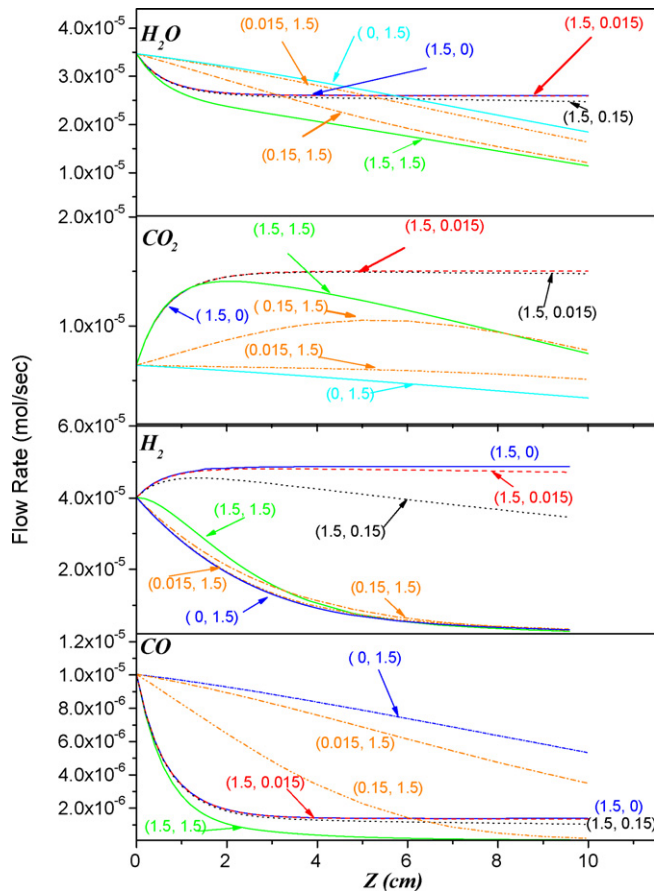 4.0x10⁻⁵
H₂O
(0.015, 1.5)
( 0, 1.5)
(1.5, 0.015)
(1.5, 0)
3.0x10⁻⁵
2.0x10⁻⁵
(1.5, 0.15)
(0.15, 1.5)
(1.5, 1.5)
1.0x10⁻⁵
2.0x10⁻⁵
CO₂
(1.5, 1.5)
(1.5, 0.015)
(1.5, 0.015)
( 1.5, 0)
( 0.15, 1.5)
1.0x10⁻⁵
(0.015, 1.5)
(0, 1.5)
6.0x10⁻⁵
H₂
(1.5, 0)
(1.5, 0.015)
4.0x10⁻⁵
(1.5, 1.5)
(1.5, 0.15)
2.0x10⁻⁵
(0.015, 1.5)
(0.15, 1.5)
( 0, 1.5)
1.2x10⁻⁵
CO
( 0, 1.5)
1.0x10⁻⁵
8.0x10⁻⁶
(0.015, 1.5)
6.0x10⁻⁶
4.0x10⁻⁶
(1.5, 0.015)
(0.15, 1.5)
2.0x10⁻⁶
(1.5, 0)
(1.5, 0.15)
(1.5, 1.5)
0 2 4 6 8 10
Z (cm)
Flow Rate (mol/sec)